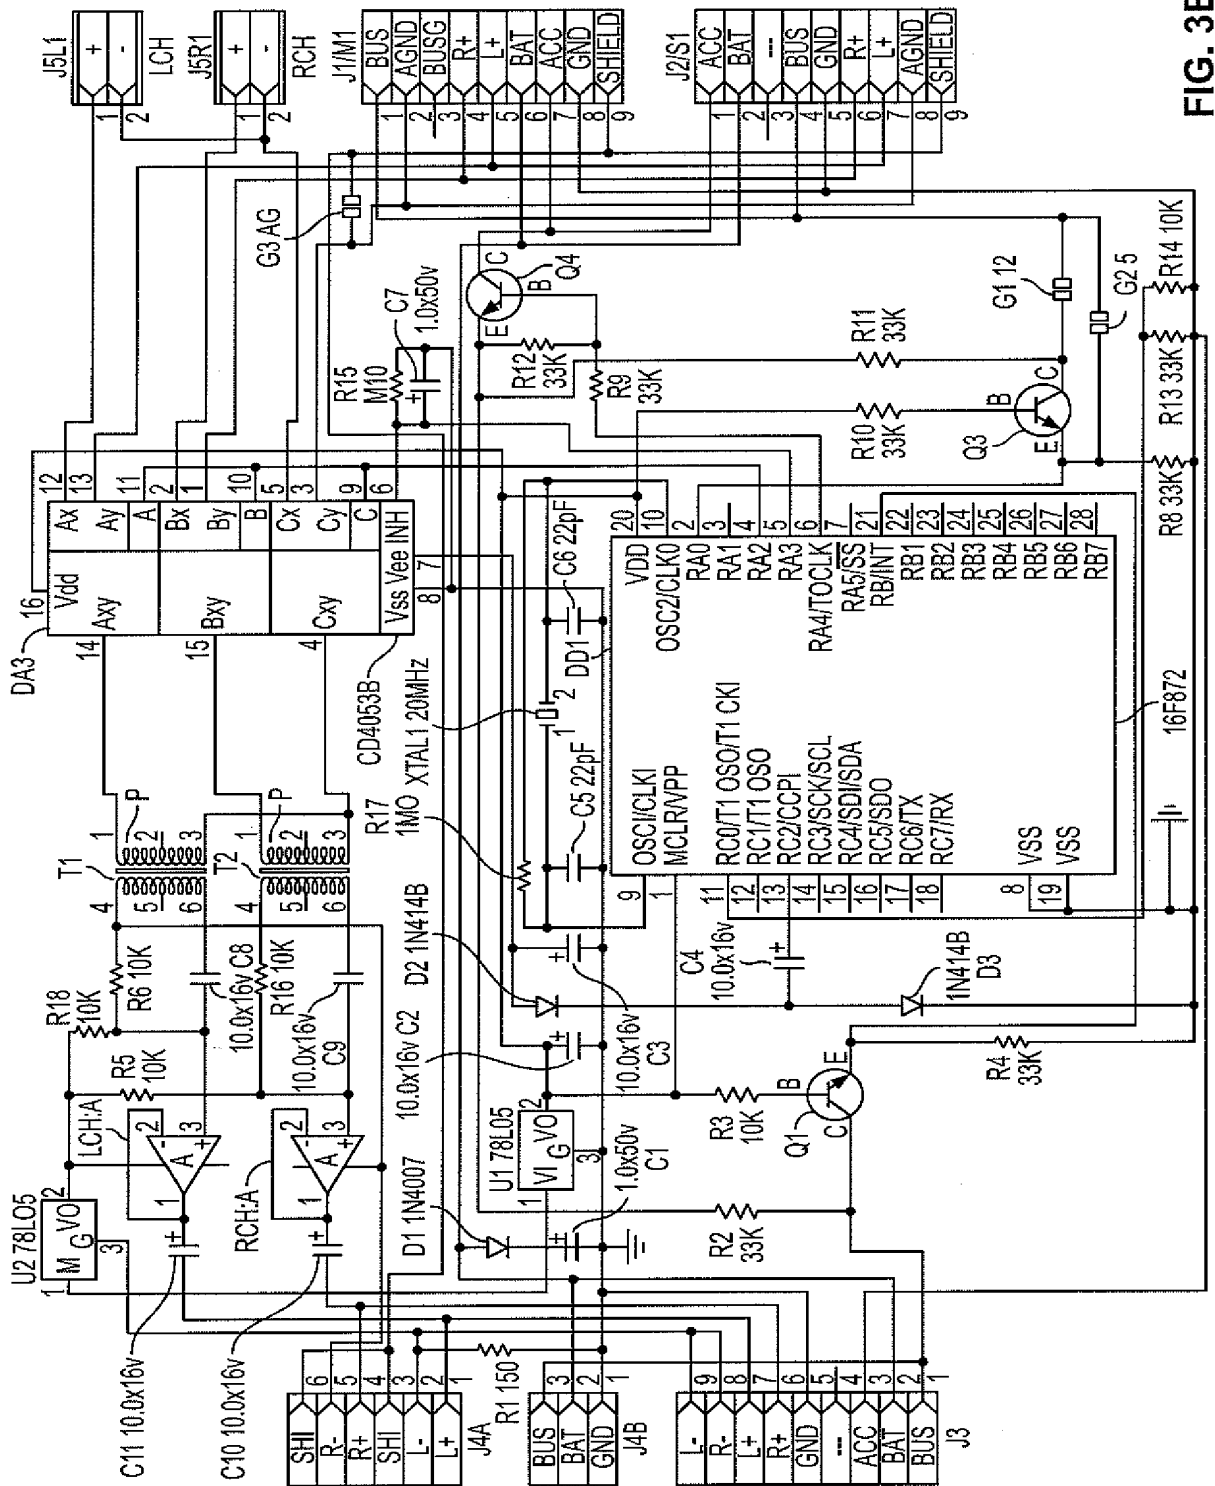 FIG. 3B
J5L1
+
-
1
2
LCH
J5R1
+
-
1
2
RCH
J1/M1
BUS
AGND
BUSG
R+
L+
BAT
ACC
GND
SHIELD
1
2
3
4
5
6
7
8
9
J2/S1
ACC
BAT
---
BUS
GND
R+
L+
AGND
SHIELD
1
2
3
4
5
6
7
8
9
G3 AG
DA3
16
Vdd
Axy
Bxy
Cxy
14
15
4
Ax
Ay
A
Bx
By
B
Cx
Cy
C
12
13
11
2
1
10
5
3
9
6
Vss Vee INH
8
7
CD4053B
R15
M10
C7
1.0x50v
+
Q4
C
B
E
R12
33K
R9
33K
R11
33K
R10
33K
Q3
C
B
E
G1 12
G2 5
R14 10K
R13 33K
R8 33K
T1
P
1
2
3
4
5
6
T2
P
1
2
3
4
5
6
R17
1MO
XTAL1 20MHz
1
2
C5 22pF
C6 22pF
DD1
VDD
OSC2/CLK0
RA0
RA1
RA2
RA3
RA4/TOCLK
RA5/SS
RB/INT
RB1
RB2
RB3
RB4
RB5
RB6
RB7
20
10
2
3
4
5
6
7
21
22
23
24
25
26
27
28
OSCI/CLKI
MCLR/VPP
RC0/T1 OSO/T1 CKI
RC1/T1 OSO
RC2/CCPI
RC3/SCK/SCL
RC4/SDI/SDA
RC5/SDO
RC6/TX
RC7/RX
VSS
VSS
9
1
11
12
13
14
15
16
17
18
8
19
16F872
R18
10K
R6 10K
10.0x16v C8
R16 10K
R5
10K
10.0x16v
C9
D2 1N414B
10.0x16v C2
+
10.0x16v
C3
+
C4
10.0x16v
+
1N414B
D3
LCH:A
2
-
A
+
3
1
RCH:A
2
-
A
+
3
1
U2 78LO5
M
G
VO
1
2
3
U1 78L05
VI
G
VO
1
2
3
D1 1N4007
1.0x50v
C1
+
R3
10K
Q1
B
E
C
R4
33K
R2
33K
C11 10.0x16v
+
C10 10.0x16v
+
J4A
SHI
R-
R+
SHI
L-
L+
6
5
4
3
2
1
R1 150
J4B
BUS
BAT
GND
3
2
1
J3
L-
R-
L+
R+
GND
---
ACC
BAT
BUS
9
8
7
6
5
4
3
2
1